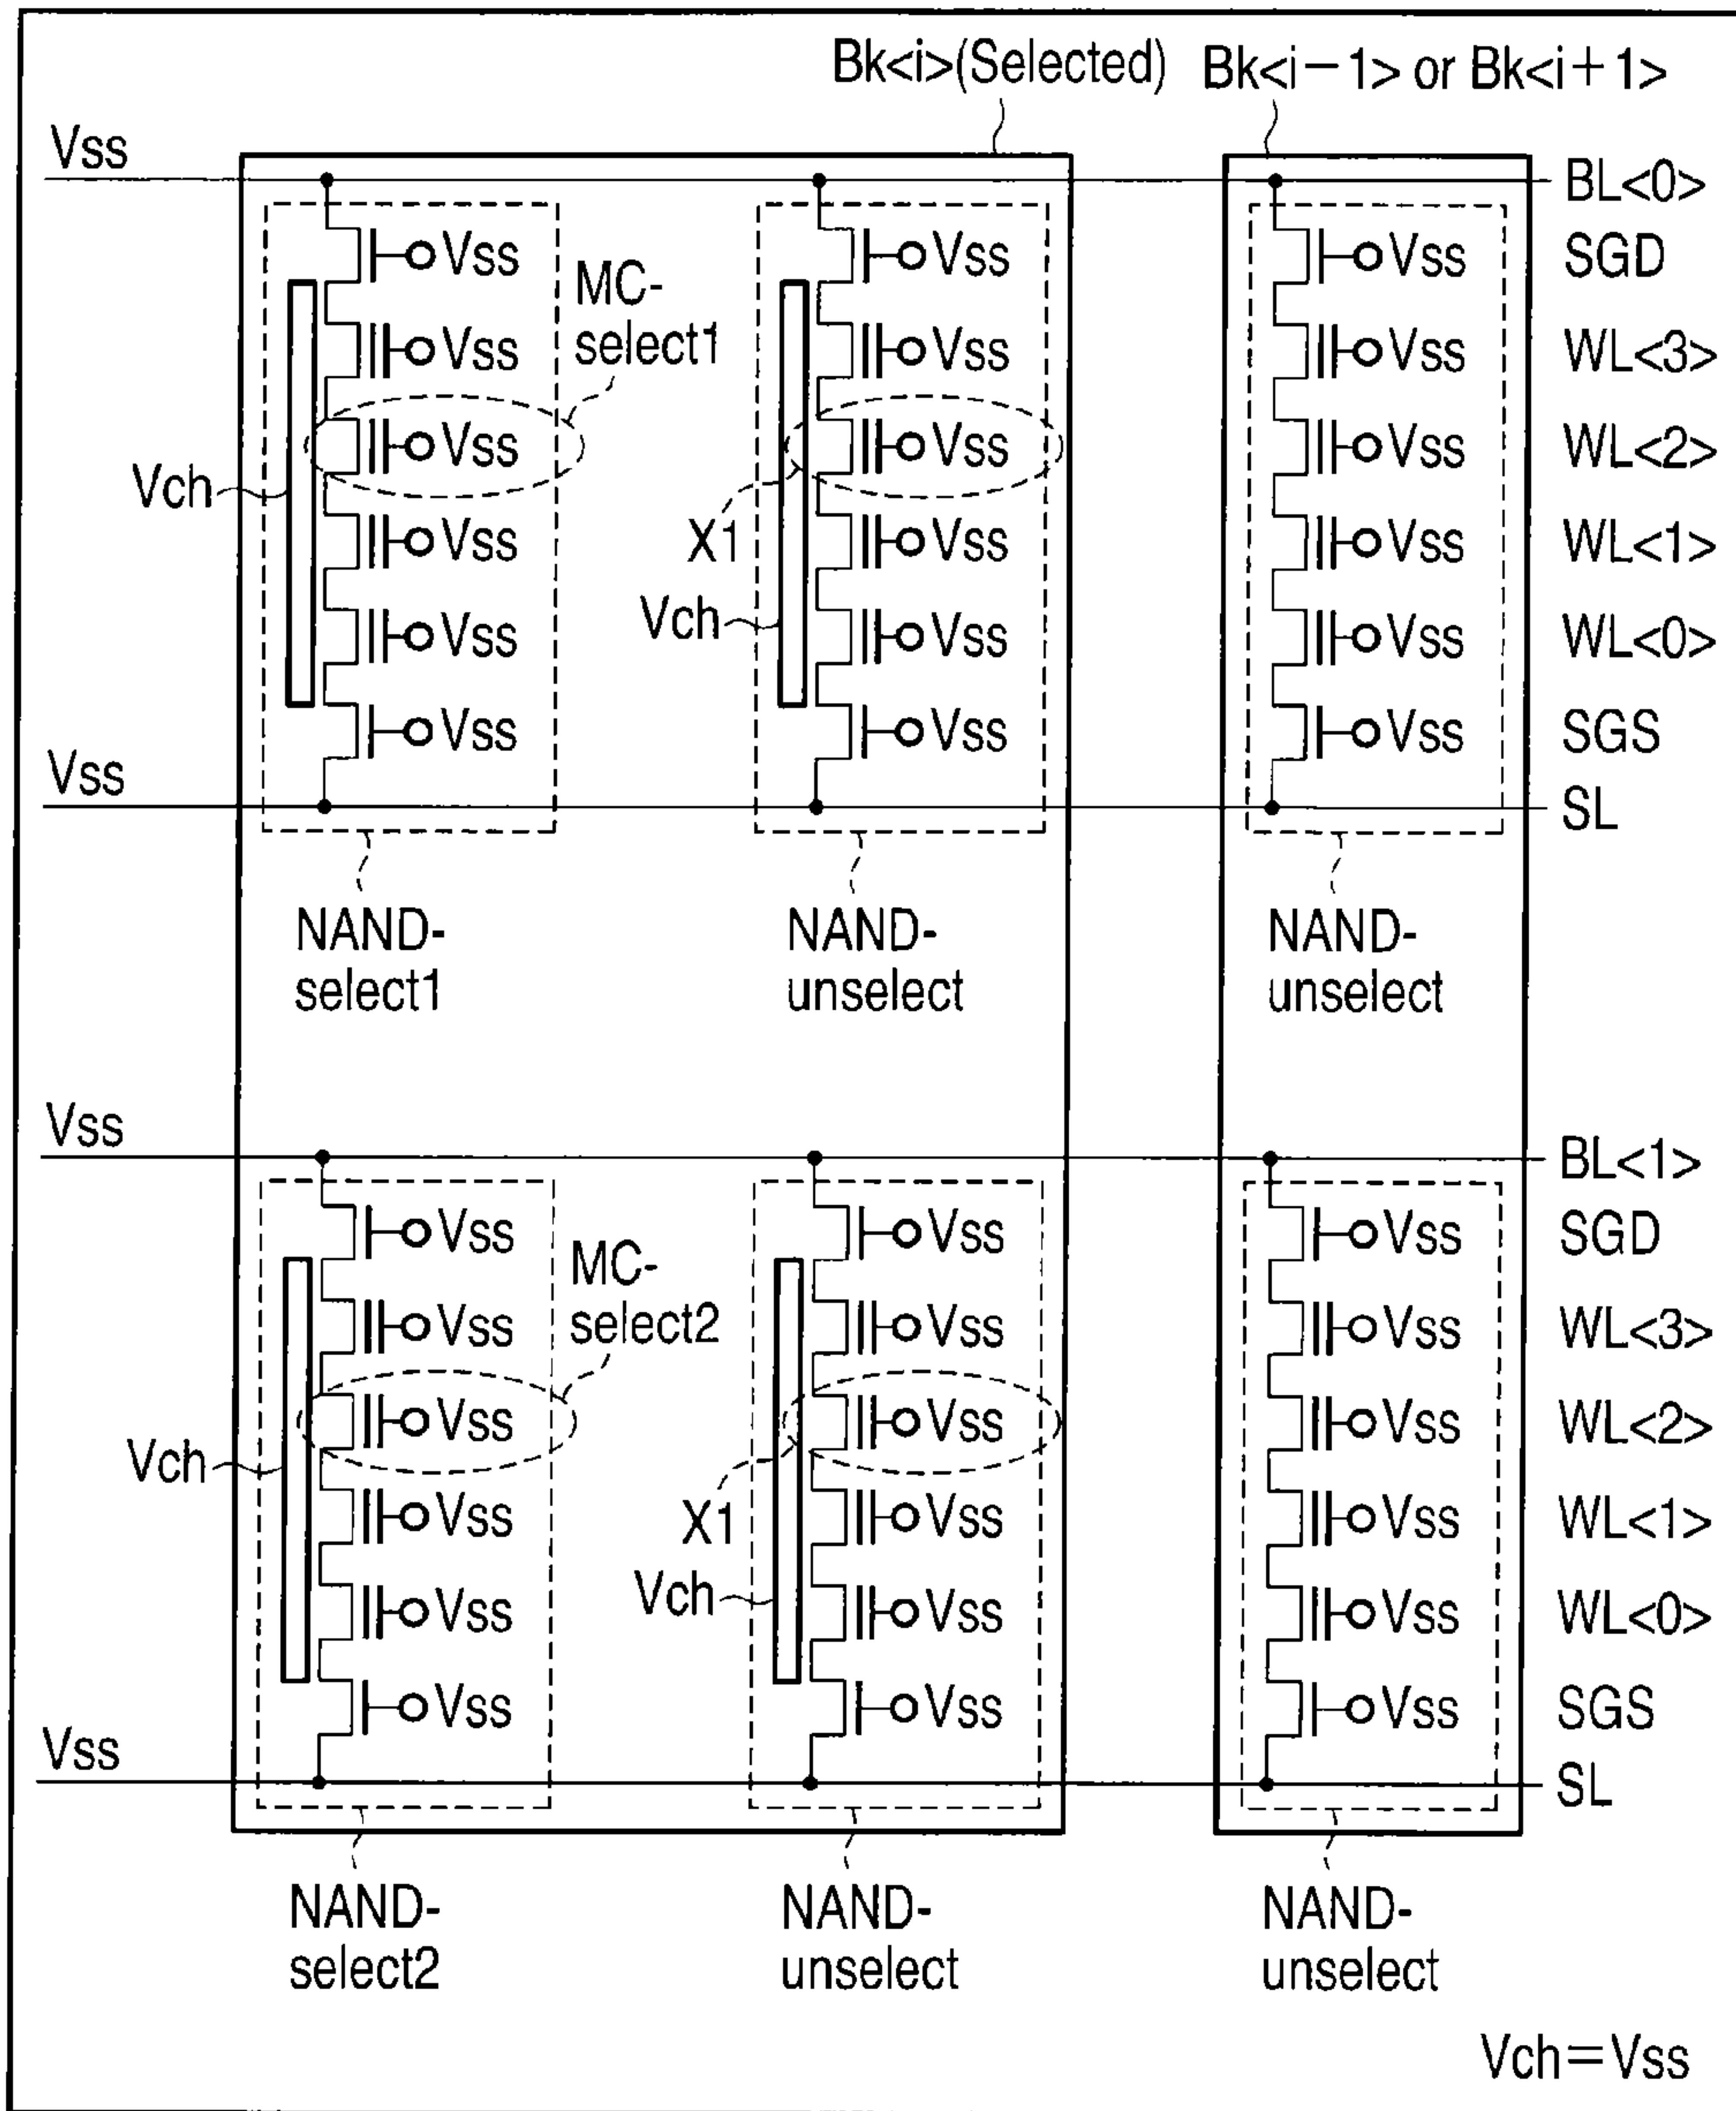 Bk<i>(Selected) Bk<i−1> or Bk<i+1>
Vss BL<0>
Vss Vss Vss SGD
MC-
select1
Vss Vss Vss WL<3>
Vss Vss Vss WL<2>
Vch
X1
Vss Vss Vss WL<1>
Vch
Vss Vss Vss WL<0>
Vss Vss Vss SGS
Vss SL
NAND-
select1
NAND-
unselect
NAND-
unselect
Vss BL<1>
Vss Vss Vss SGD
MC-
select2
Vss Vss Vss WL<3>
Vss Vss Vss WL<2>
Vch
X1
Vss Vss Vss WL<1>
Vch
Vss Vss Vss WL<0>
Vss Vss Vss SGS
Vss SL
NAND-
select2
NAND-
unselect
NAND-
unselect
Vch=Vss